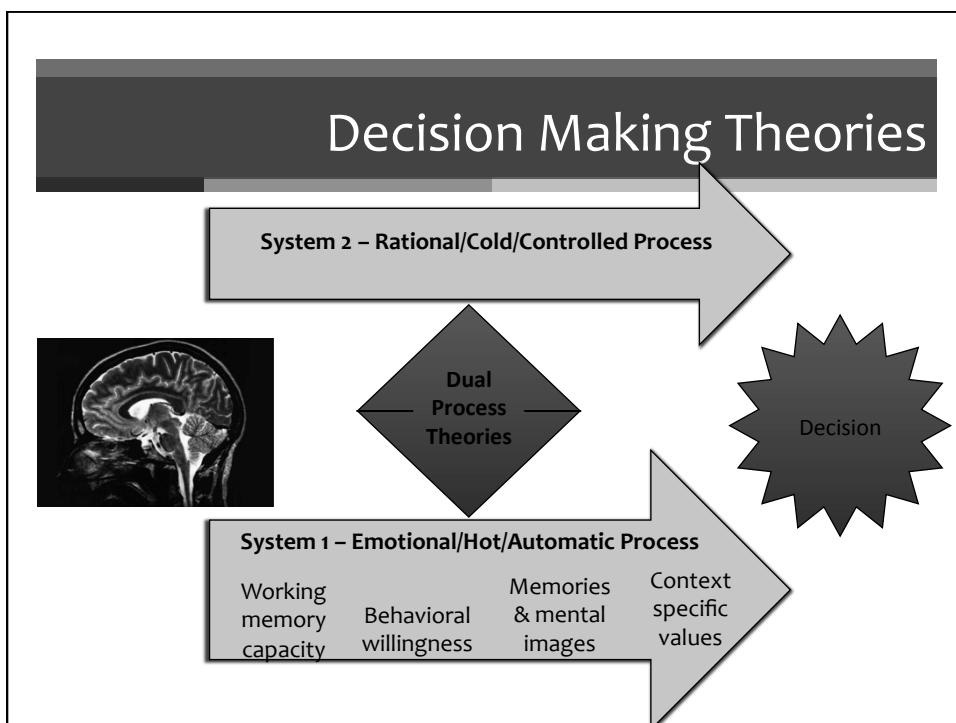 Decision Making Theories
System 2 – Rational/Cold/Controlled Process
Dual
Process
Theories
Decision
System 1 – Emotional/Hot/Automatic Process
Working
memory
capacity
Behavioral
willingness
Memories
& mental
images
Context
specific
values